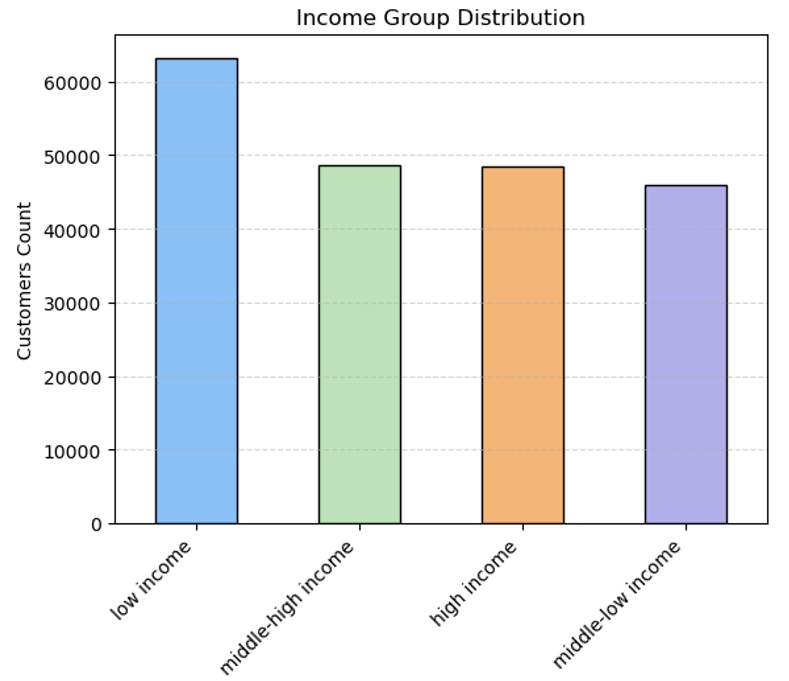 Income Group Distribution
Customers Count
60000
50000
40000
30000
20000
10000
0
low income
middle-high income
high income
middle-low income